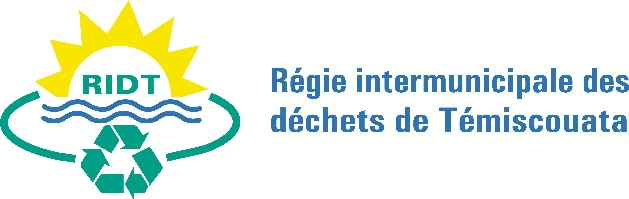 RIDT
Régie intermunicipale des
déchets de Témiscouata